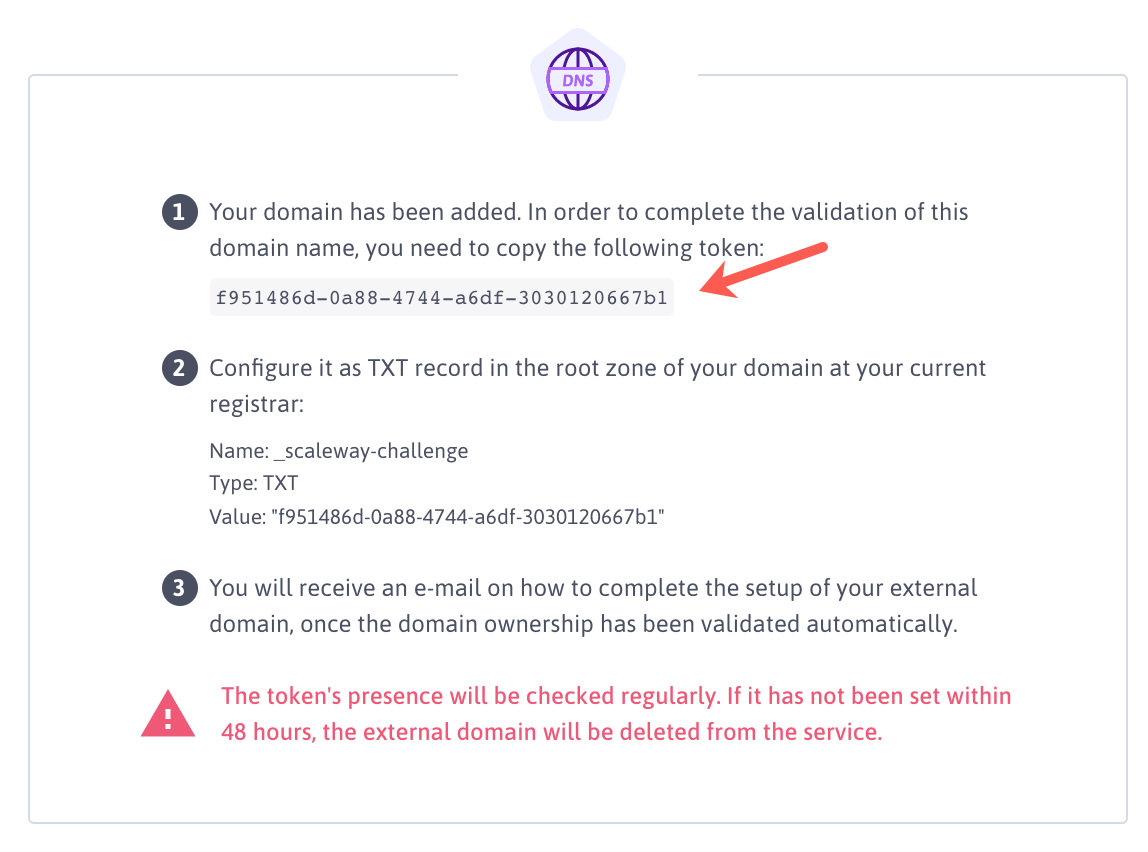 DNS
1 Your domain has been added. In order to complete the validation of this
domain name, you need to copy the following token:
f951486d-0a88-4744-a6df-3030120667b1
2 Configure it as TXT record in the root zone of your domain at your current
registrar:
Name: _scaleway-challenge
Type: TXT
Value: "f951486d-0a88-4744-a6df-3030120667b1"
3 You will receive an e-mail on how to complete the setup of your external
domain, once the domain ownership has been validated automatically.
The token's presence will be checked regularly. If it has not been set within
48 hours, the external domain will be deleted from the service.